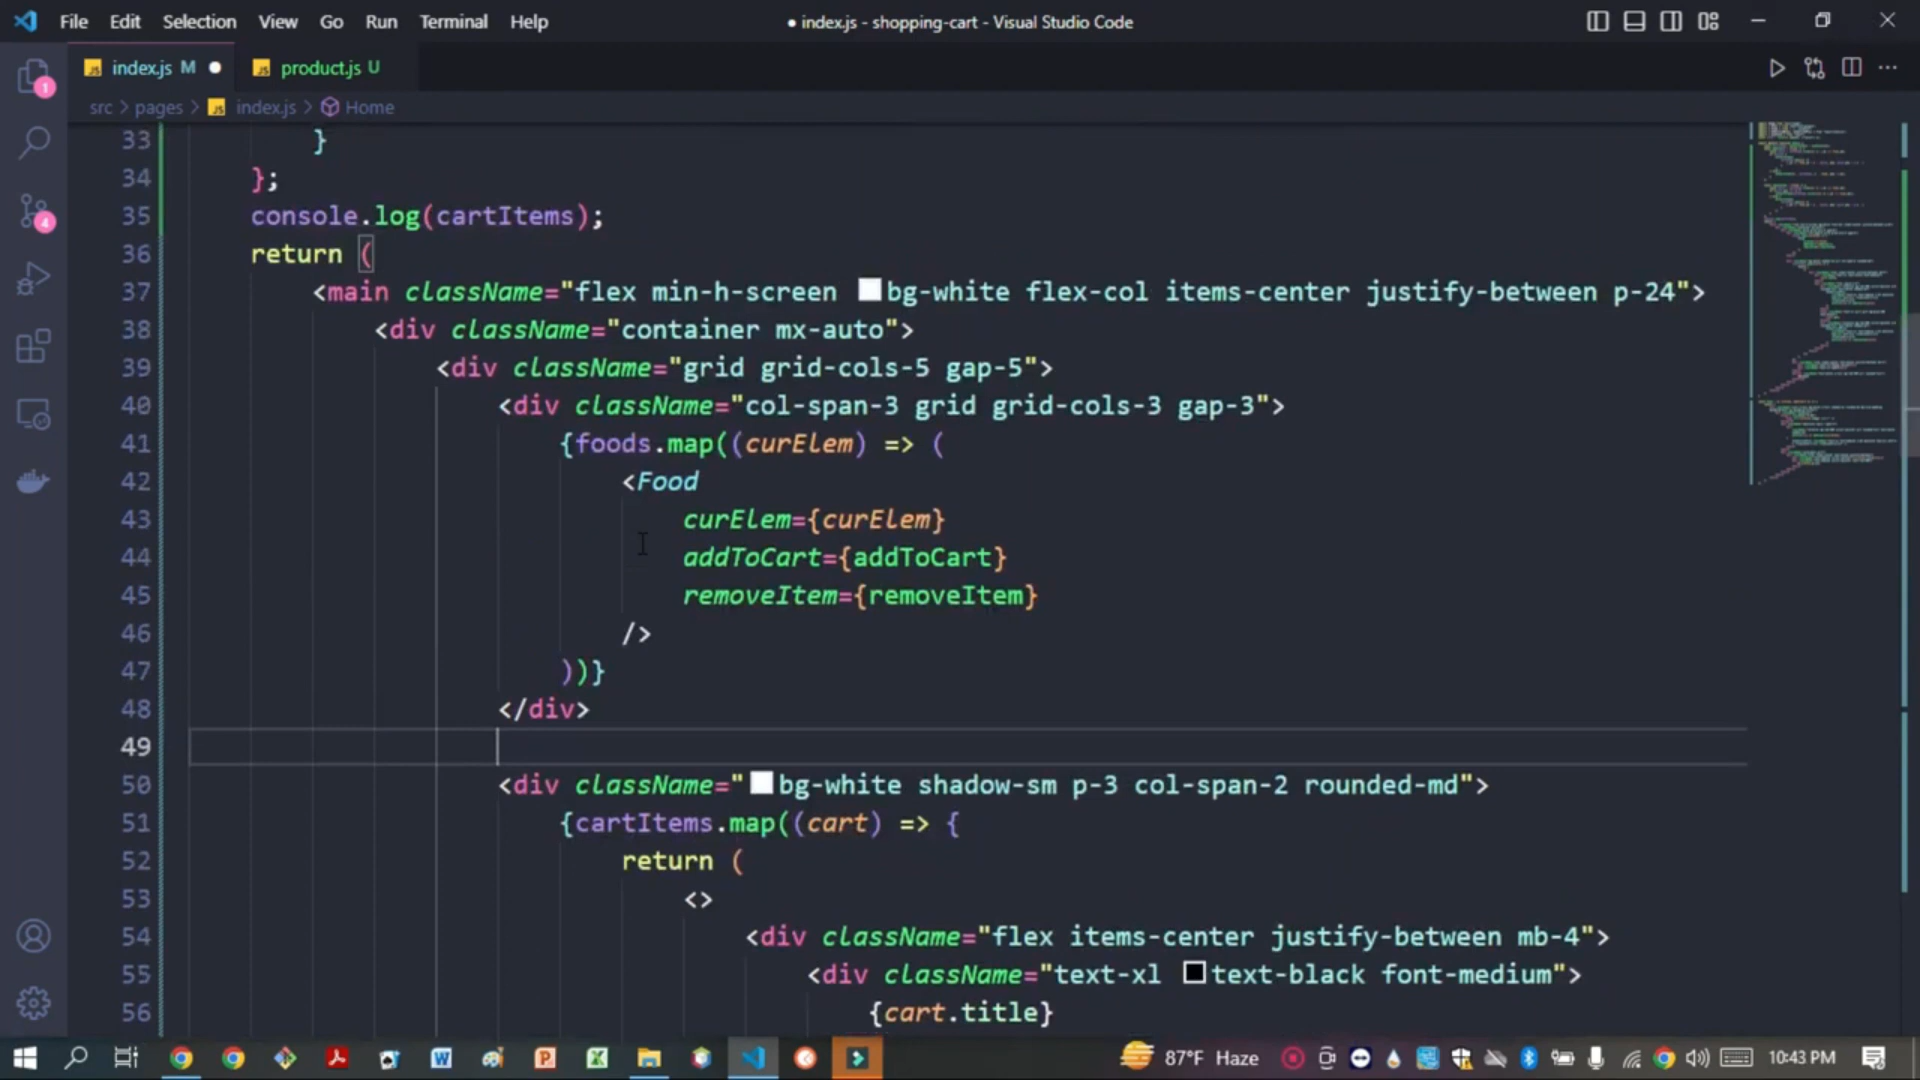 File Edit Selection View Go Run Terminal Help
● index.js - shopping-cart - Visual Studio Code
index.js M ● product.js U
src > pages > index.js > Home
1
4
33 }
34 };
35 console.log(cartItems);
36 return (
37 <main className="flex min-h-screen bg-white flex-col items-center justify-between p-24">
38 <div className="container mx-auto">
39 <div className="grid grid-cols-5 gap-5">
40 <div className="col-span-3 grid grid-cols-3 gap-3">
41 {foods.map((curElem) => (
42 <Food
43 curElem={curElem}
44 addToCart={addToCart}
45 removeItem={removeItem}
46 />
47 ))}
48 </div>
49
50 <div className="bg-white shadow-sm p-3 col-span-2 rounded-md">
51 {cartItems.map((cart) => {
52 return (
53 <>
54 <div className="flex items-center justify-between mb-4">
55 <div className="text-xl text-black font-medium">
56 {cart.title}
87°F Haze 10:43 PM